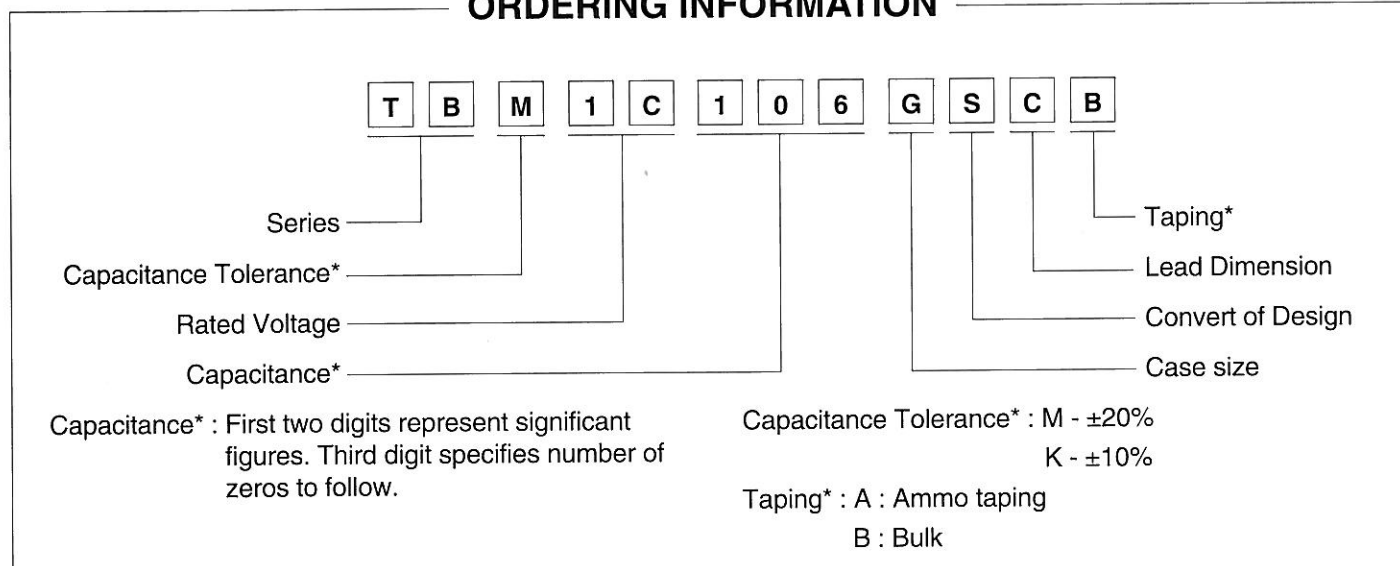 ORDERING INFORMATION
T B M 1 C 1 0 6 G S C B
Series
Capacitance Tolerance*
Rated Voltage
Capacitance*
Taping*
Lead Dimension
Convert of Design
Case size
Capacitance* : First two digits represent significant
figures. Third digit specifies number of
zeros to follow.
Capacitance Tolerance* : M - ±20%
K - ±10%
Taping* : A : Ammo taping
B : Bulk